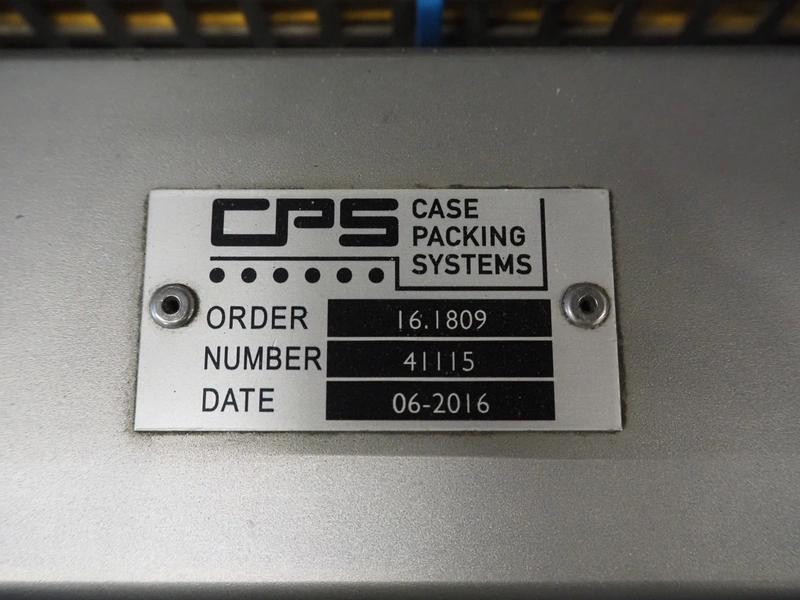 CPS CASE
PACKING
SYSTEMS
ORDER 16.1809
NUMBER 41115
DATE 06-2016